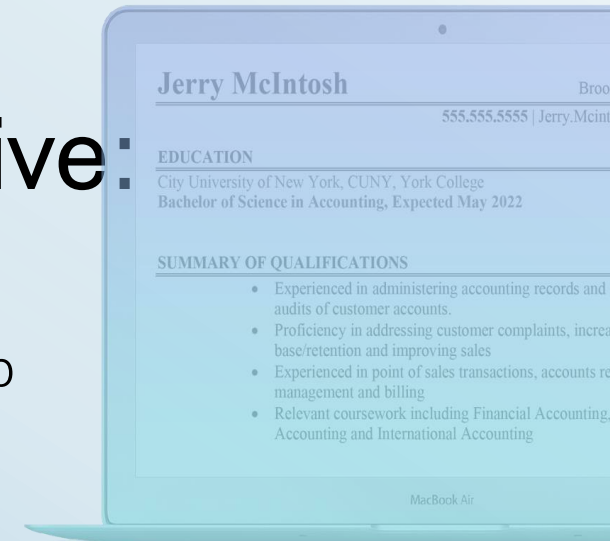 ive:
Jerry McIntosh
Broo
555.555.5555 | Jerry.Mcint
EDUCATION
City University of New York, CUNY, York College
Bachelor of Science in Accounting, Expected May 2022
SUMMARY OF QUALIFICATIONS
• Experienced in administering accounting records and
audits of customer accounts.
• Proficiency in addressing customer complaints, increa
base/retention and improving sales
• Experienced in point of sales transactions, accounts re
management and billing
• Relevant coursework including Financial Accounting,
Accounting and International Accounting
MacBook Air